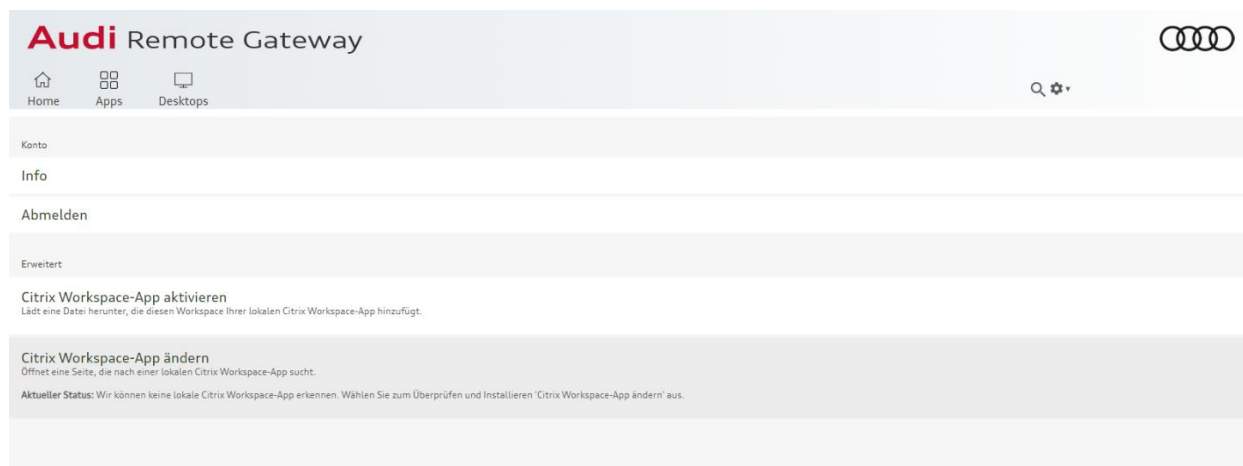 Audi Remote Gateway
Home Apps Desktops
Konto
Info
Abmelden
Erweitert
Citrix Workspace-App aktivieren
Lädt eine Datei herunter, die diesen Workspace Ihrer lokalen Citrix Workspace-App hinzufügt.
Citrix Workspace-App ändern
Öffnet eine Seite, die nach einer lokalen Citrix Workspace-App sucht.
Aktueller Status: Wir können keine lokale Citrix Workspace-App erkennen. Wählen Sie zum Überprüfen und Installieren 'Citrix Workspace-App ändern' aus.